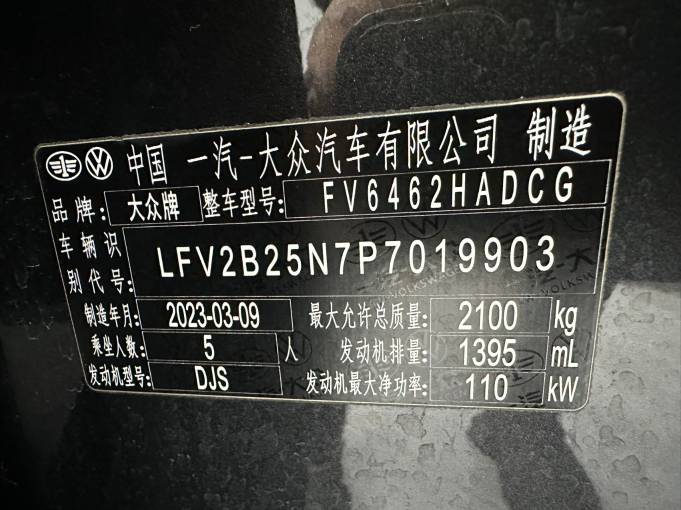 中国 一汽-大众汽车有限公司 制造
品牌: 大众牌 整车型号: FV6462HADCG
车辆识别代号: LFV2B25N7P7019903
制造年月: 2023-03-09 最大允许总质量: 2100 kg
乘坐人数: 5 人 发动机排量: 1395 mL
发动机型号: DJS 发动机最大净功率: 110 kW